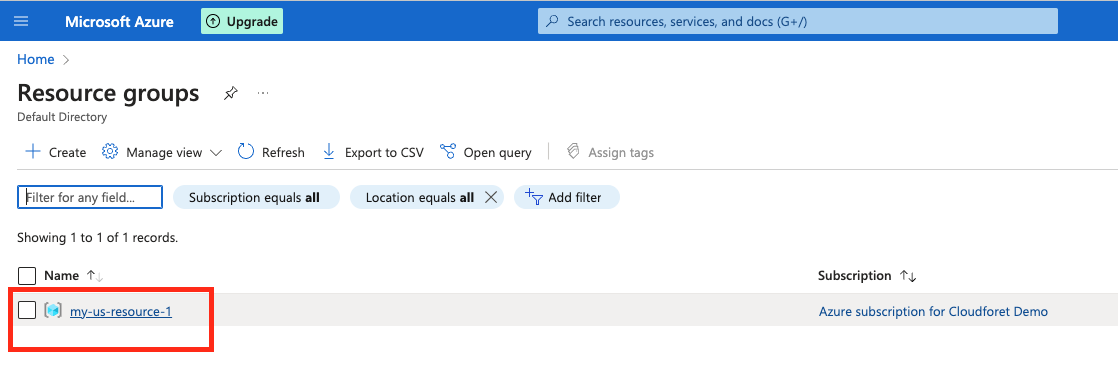 Microsoft Azure Upgrade Search resources, services, and docs (G+/)
Home
Resource groups ...
Default Directory
Create Manage view Refresh Export to CSV Open query Assign tags
Filter for any field... Subscription equals all Location equals all Add filter
Showing 1 to 1 of 1 records.
Name Subscription
my-us-resource-1 Azure subscription for Cloudforet Demo